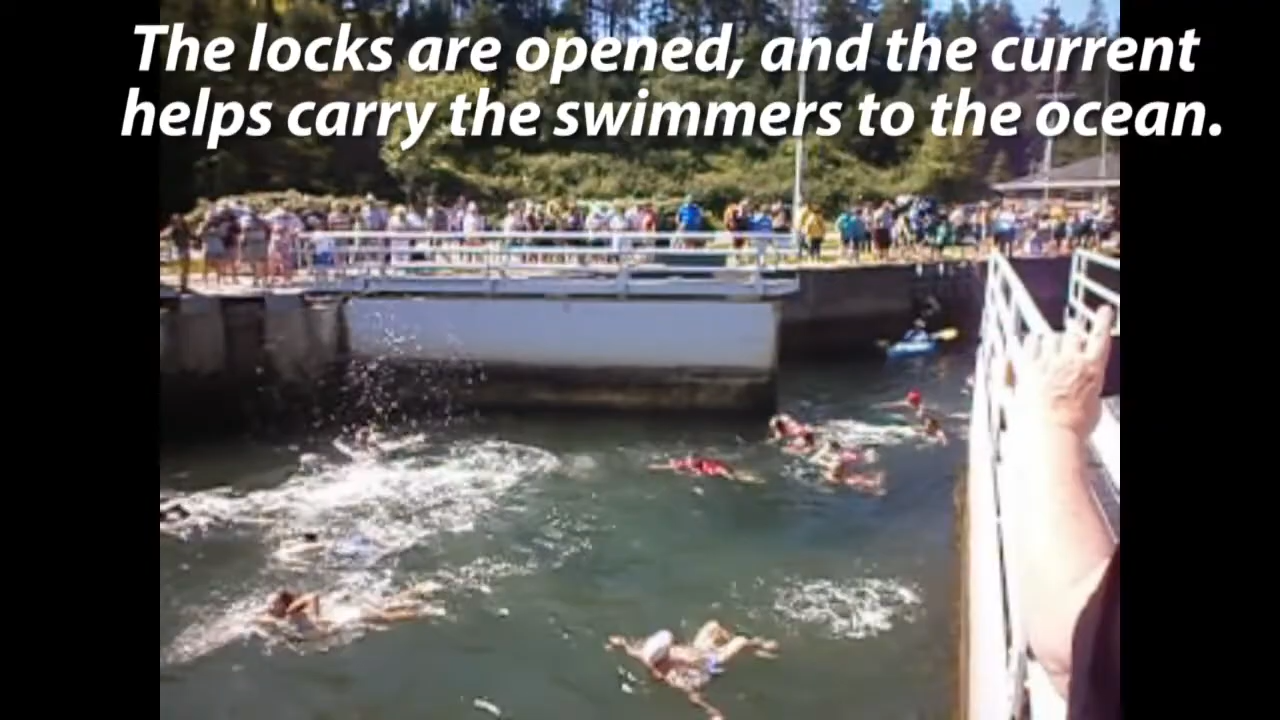 The locks are opened, and the current
helps carry the swimmers to the ocean.